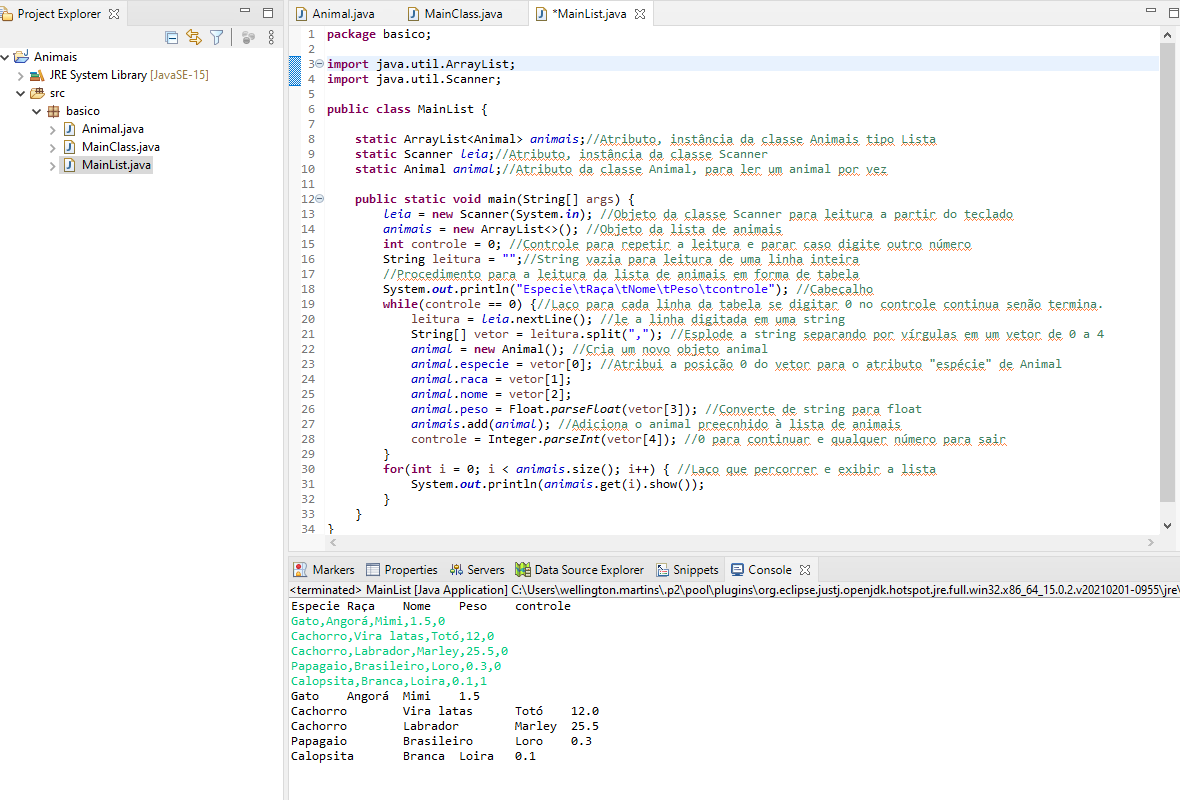 Project Explorer
Animais
JRE System Library [JavaSE-15]
src
basico
Animal.java
MainClass.java
MainList.java
Animal.java MainClass.java *MainList.java
1 package basico;
2
3 import java.util.ArrayList;
4 import java.util.Scanner;
5
6 public class MainList {
7
8 static ArrayList<Animal> animais;//Atributo, instância da classe Animais tipo Lista
9 static Scanner leia;//Atributo, instância da classe Scanner
10 static Animal animal;//Atributo da classe Animal, para ler um animal por vez
11
12 public static void main(String[] args) {
13 leia = new Scanner(System.in); //Objeto da classe Scanner para leitura a partir do teclado
14 animais = new ArrayList<>(); //Objeto da lista de animais
15 int controle = 0; //Controle para repetir a leitura e parar caso digite outro número
16 String leitura = "";//String vazia para leitura de uma linha inteira
17 //Procedimento para a leitura da lista de animais em forma de tabela
18 System.out.println("Especie\tRaça\tNome\tPeso\tcontrole"); //Cabeçalho
19 while(controle == 0) {//Laço para cada linha da tabela se digitar 0 no controle continua senão termina.
20 leitura = leia.nextLine(); //le a linha digitada em uma string
21 String[] vetor = leitura.split(","); //Esplode a string separando por vírgulas em um vetor de 0 a 4
22 animal = new Animal(); //Cria um novo objeto animal
23 animal.especie = vetor[0]; //Atribui a posição 0 do vetor para o atributo "espécie" de Animal
24 animal.raca = vetor[1];
25 animal.nome = vetor[2];
26 animal.peso = Float.parseFloat(vetor[3]); //Converte de string para float
27 animais.add(animal); //Adiciona o animal preecnhido à lista de animais
28 controle = Integer.parseInt(vetor[4]); //0 para continuar e qualquer número para sair
29 }
30 for(int i = 0; i < animais.size(); i++) { //Laço que percorrer e exibir a lista
31 System.out.println(animais.get(i).show());
32 }
33 }
34 }
Markers Properties Servers Data Source Explorer Snippets Console
<terminated> MainList [Java Application] C:\Users\wellington.martins\.p2\pool\plugins\org.eclipse.justj.openjdk.hotspot.jre.full.win32.x86_64_15.0.2.v20210201-0955\jre\
Especie Raça Nome Peso controle
Gato,Angorá,Mimi,1.5,0
Cachorro,Vira latas,Totó,12,0
Cachorro,Labrador,Marley,25.5,0
Papagaio,Brasileiro,Loro,0.3,0
Calopsita,Branca,Loira,0.1,1
Gato Angorá Mimi 1.5
Cachorro Vira latas Totó 12.0
Cachorro Labrador Marley 25.5
Papagaio Brasileiro Loro 0.3
Calopsita Branca Loira 0.1